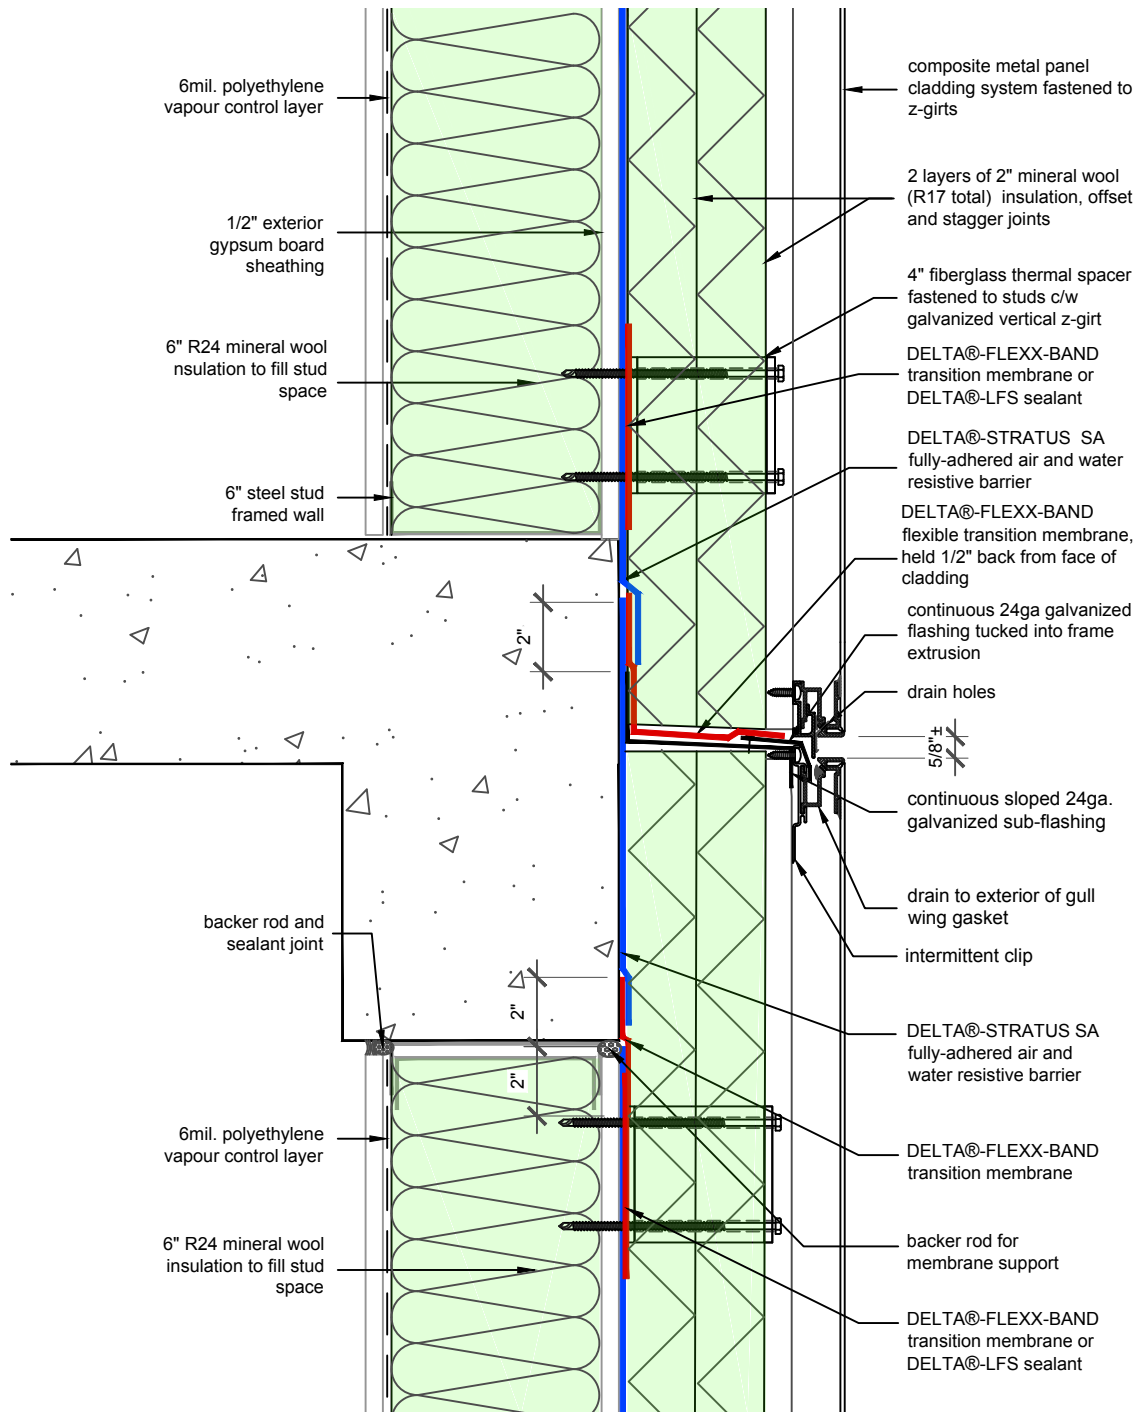 6mil. polyethylene
vapour control layer
1/2" exterior
gypsum board
sheathing
6" R24 mineral wool
nsulation to fill stud
space
6" steel stud
framed wall
backer rod and
sealant joint
6mil. polyethylene
vapour control layer
6" R24 mineral wool
insulation to fill stud
space
2"
2"
2"
composite metal panel
cladding system fastened to
z-girts
2 layers of 2" mineral wool
(R17 total) insulation, offset
and stagger joints
4" fiberglass thermal spacer
fastened to studs c/w
galvanized vertical z-girt
DELTA®-FLEXX-BAND
transition membrane or
DELTA®-LFS sealant
DELTA®-STRATUS SA
fully-adhered air and water
resistive barrier
DELTA®-FLEXX-BAND
flexible transition membrane,
held 1/2" back from face of
cladding
continuous 24ga galvanized
flashing tucked into frame
extrusion
drain holes
5/8"±
continuous sloped 24ga.
galvanized sub-flashing
drain to exterior of gull
wing gasket
intermittent clip
DELTA®-STRATUS SA
fully-adhered air and
water resistive barrier
DELTA®-FLEXX-BAND
transition membrane
backer rod for
membrane support
DELTA®-FLEXX-BAND
transition membrane or
DELTA®-LFS sealant